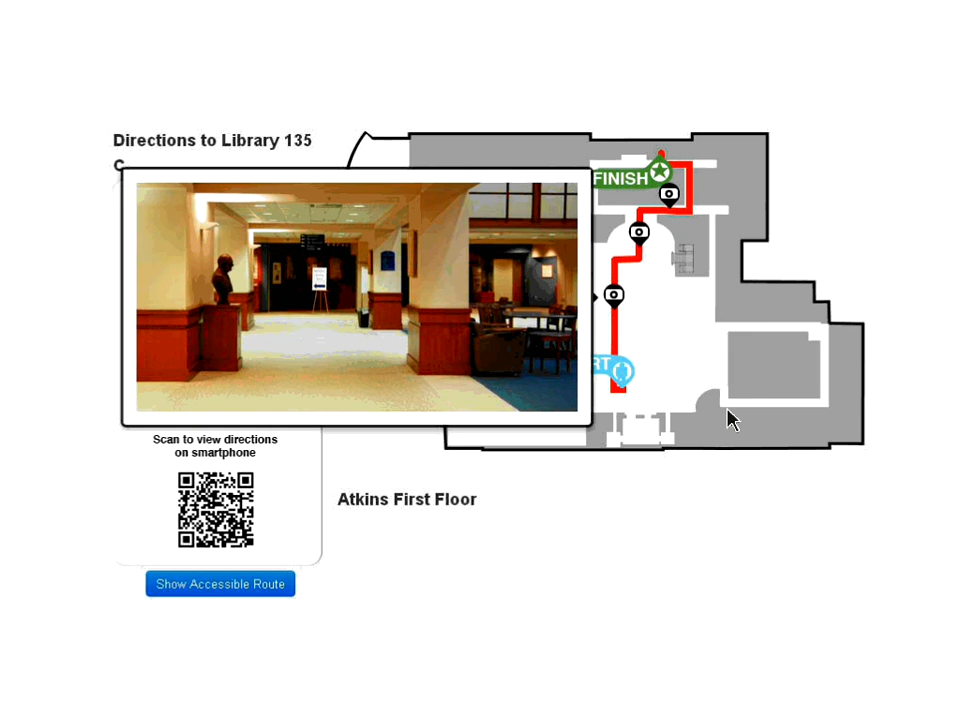 Directions to Library 135
C
FINISH
RT
Scan to view directions
on smartphone
Atkins First Floor
Show Accessible Route